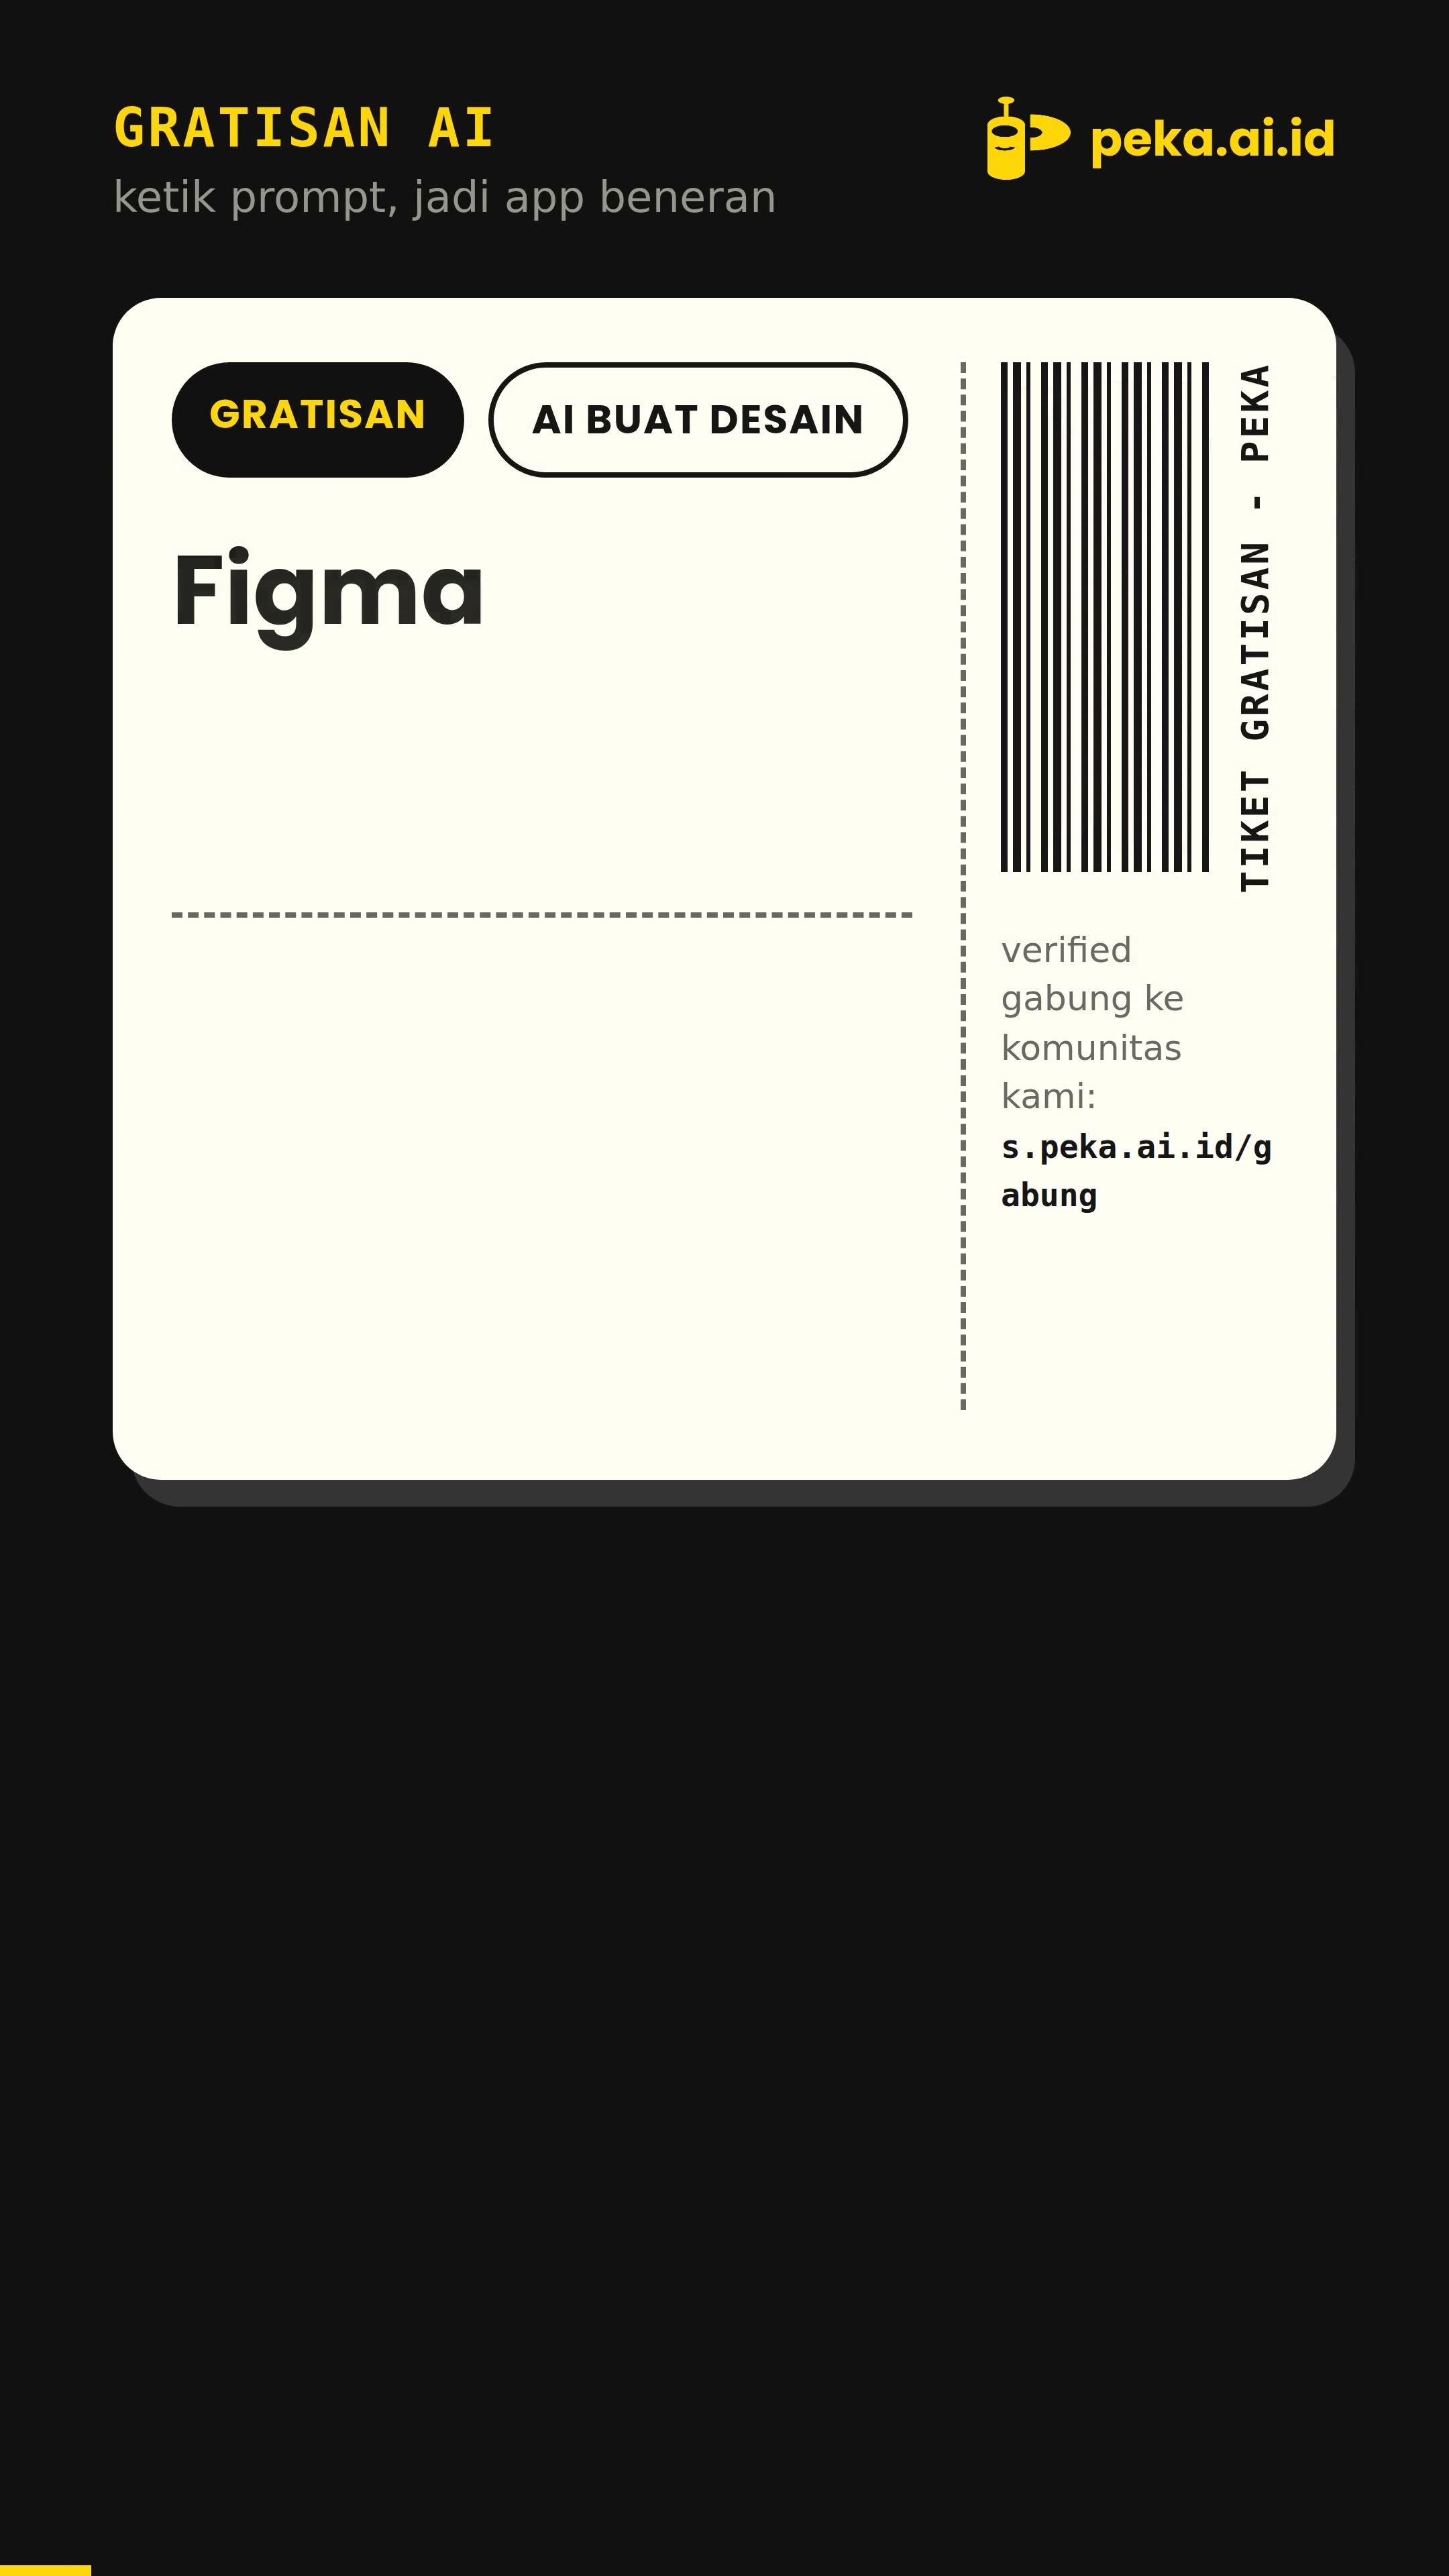 GRATISAN AI
ketik prompt, jadi app beneran
peka.ai.id
GRATISAN
AI BUAT DESAIN
Figma
TIKET GRATISAN - PEKA
verified
gabung ke
komunitas
kami:
s.peka.ai.id/g
abung